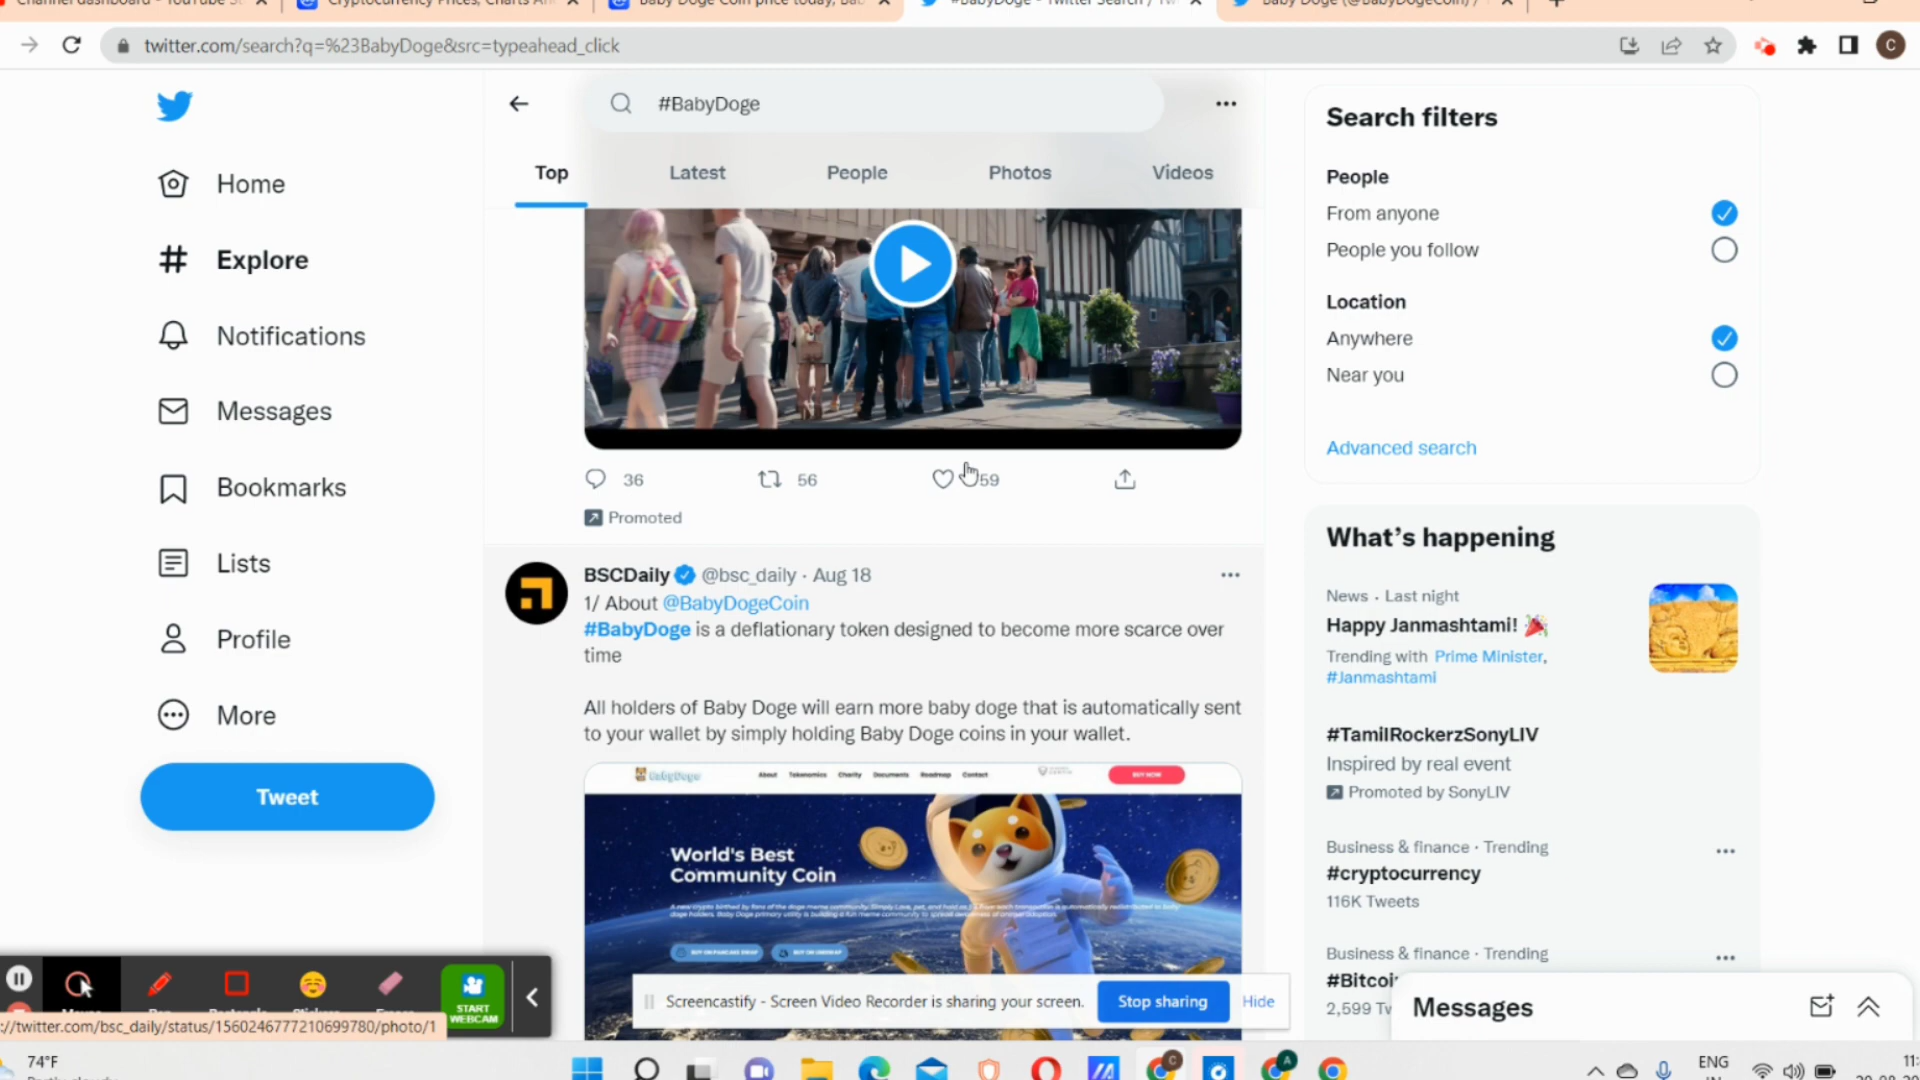 Channel dashboard - YouTube St
Cryptocurrency Prices, Charts An
Baby Doge Coin price today, Bab
#BabyDoge - Twitter Search / Tw
Baby Doge (@BabyDogeCoin) /
twitter.com/search?q=%23BabyDoge&src=typeahead_click
C
#BabyDoge
Top
Latest
People
Photos
Videos
Home
Explore
Notifications
Messages
Bookmarks
Lists
Profile
More
Tweet
36
56
59
Promoted
BSCDaily @bsc_daily · Aug 18
1/ About @BabyDogeCoin
#BabyDoge is a deflationary token designed to become more scarce over
time
All holders of Baby Doge will earn more baby doge that is automatically sent
to your wallet by simply holding Baby Doge coins in your wallet.
BabyDoge
About Tokenomics Charity Documents Roadmap Contact
BUY NOW
World's Best
Community Coin
Search filters
People
From anyone
People you follow
Location
Anywhere
Near you
Advanced search
What's happening
News · Last night
Happy Janmashtami!
Trending with Prime Minister,
#Janmashtami
#TamilRockerzSonyLIV
Inspired by real event
Promoted by SonyLIV
Business & finance · Trending
#cryptocurrency
116K Tweets
Business & finance · Trending
#Bitcoi
2,599 Tw
Messages
START
WEBCAM
Screencastify - Screen Video Recorder is sharing your screen.
Stop sharing
Hide
://twitter.com/bsc_daily/status/1560246777210699780/photo/1
74°F
ENG
11: